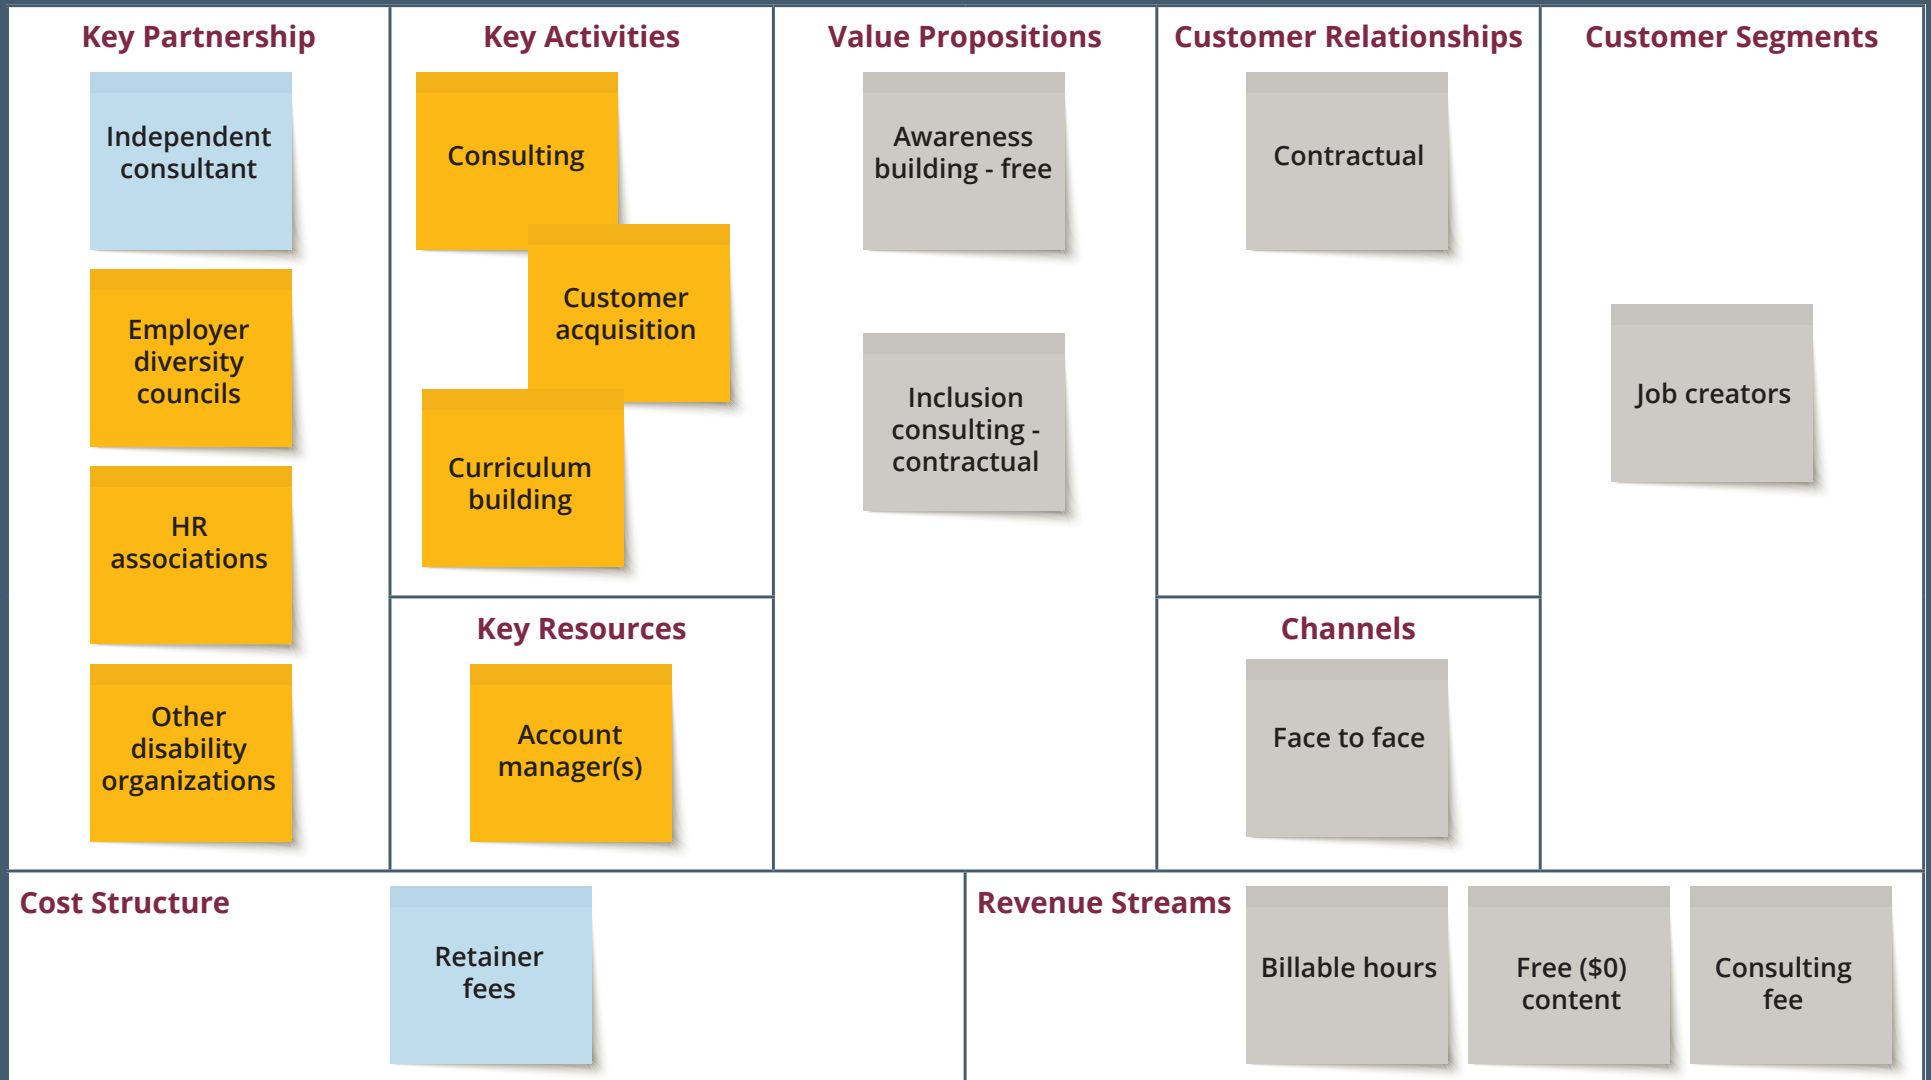 Key Partnership
Independent
consultant
Employer
diversity
councils
HR
associations
Other
disability
organizations
Key Activities
Consulting
Customer
acquisition
Curriculum
building
Key Resources
Account
manager(s)
Value Propositions
Awareness
building - free
Inclusion
consulting -
contractual
Customer Relationships
Contractual
Channels
Face to face
Customer Segments
Job creators
Cost Structure
Retainer
fees
Revenue Streams
Billable hours
Free ($0)
content
Consulting
fee